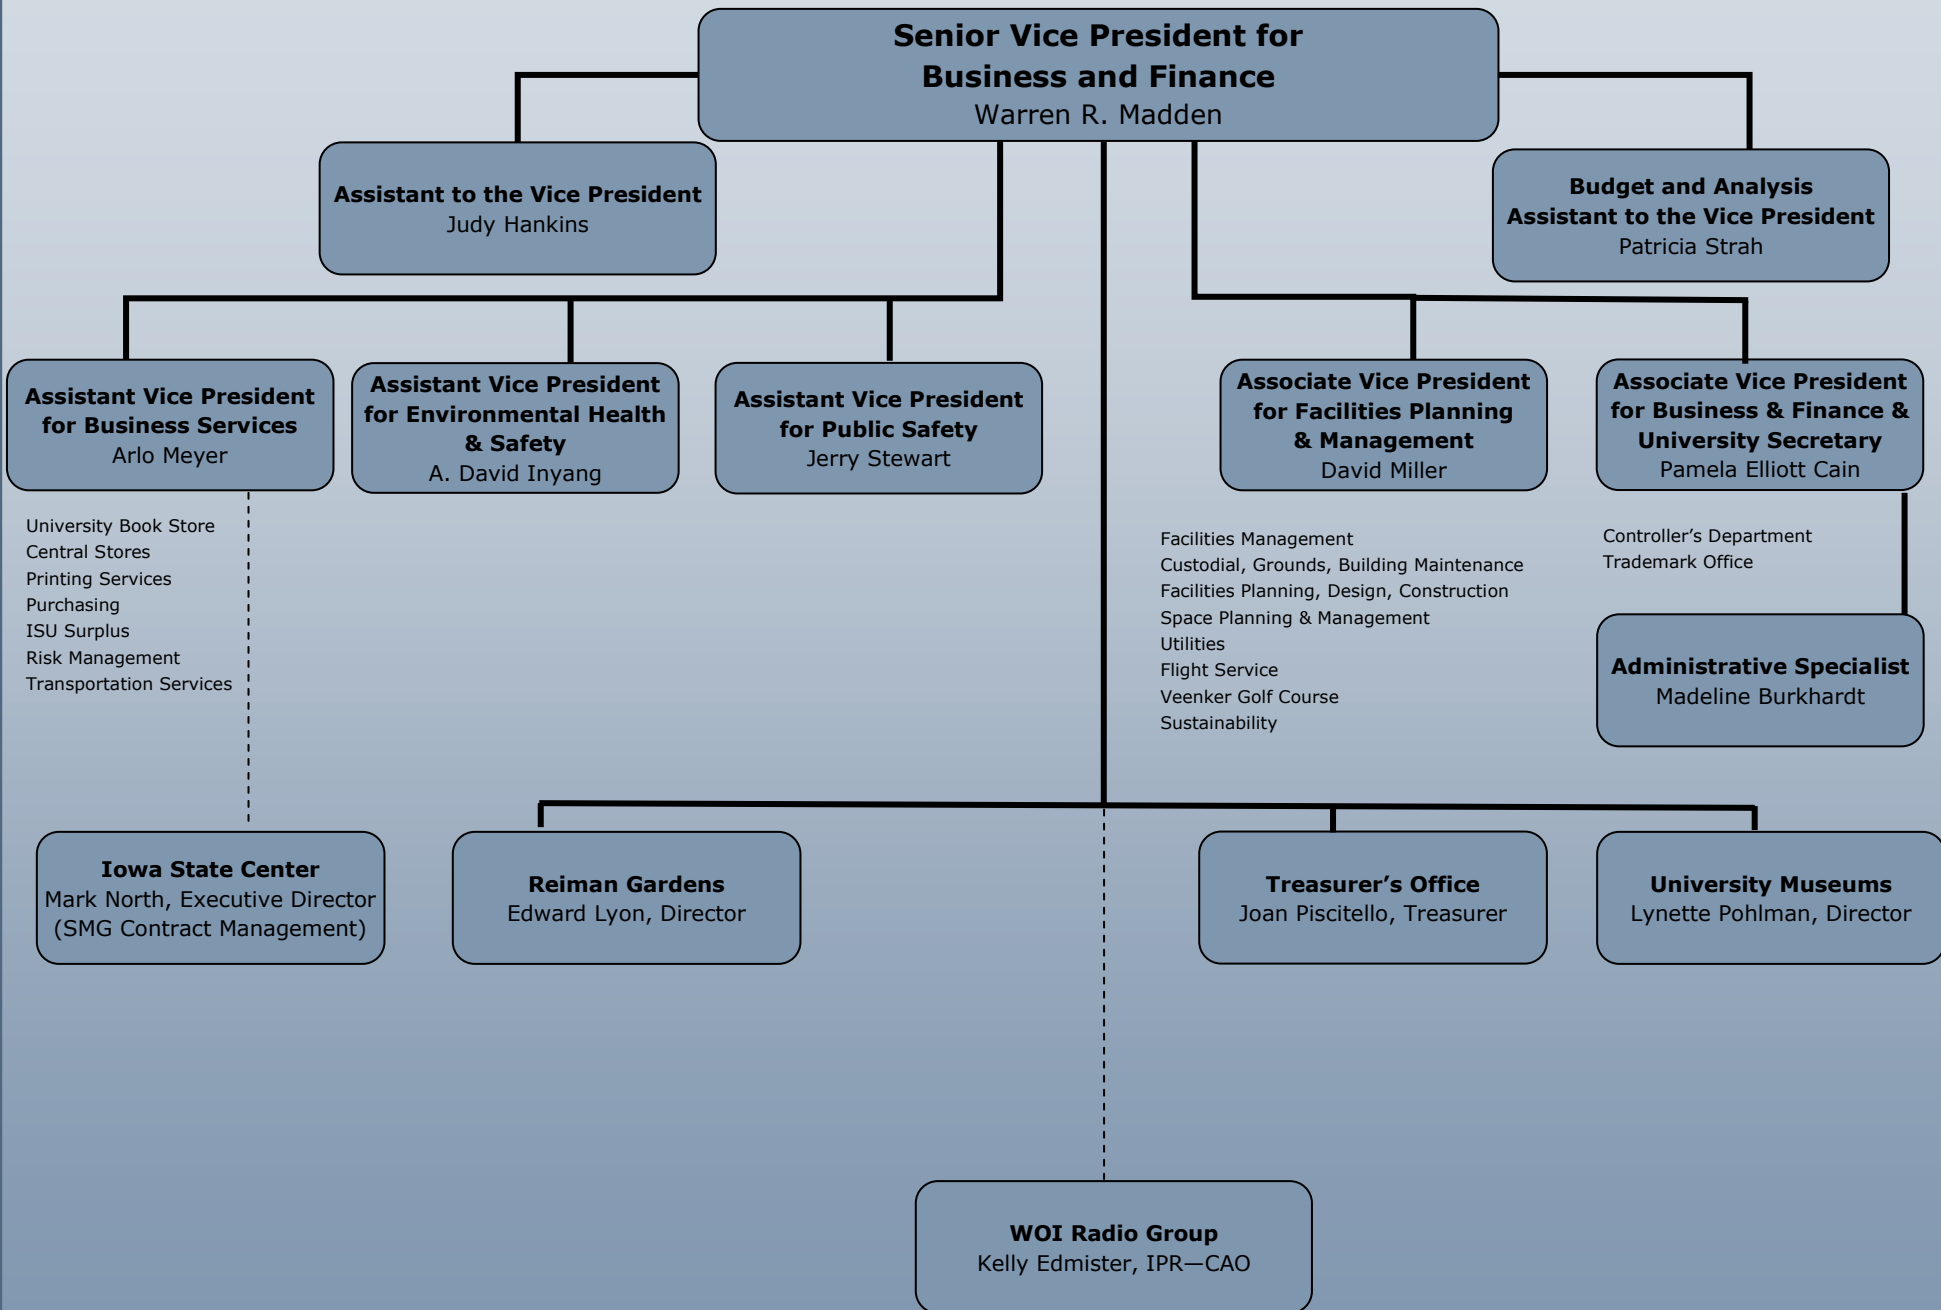 Senior Vice President for
Business and Finance
Warren R. Madden
Assistant to the Vice President
Judy Hankins
Budget and Analysis
Assistant to the Vice President
Patricia Strah
Assistant Vice President
for Business Services
Arlo Meyer
Assistant Vice President
for Environmental Health
& Safety
A. David Inyang
Assistant Vice President
for Public Safety
Jerry Stewart
Associate Vice President
for Facilities Planning
& Management
David Miller
Associate Vice President
for Business & Finance &
University Secretary
Pamela Elliott Cain
University Book Store
Central Stores
Printing Services
Purchasing
ISU Surplus
Risk Management
Transportation Services
Facilities Management
Custodial, Grounds, Building Maintenance
Facilities Planning, Design, Construction
Space Planning & Management
Utilities
Flight Service
Veenker Golf Course
Sustainability
Controller’s Department
Trademark Office
Administrative Specialist
Madeline Burkhardt
Iowa State Center
Mark North, Executive Director
(SMG Contract Management)
Reiman Gardens
Edward Lyon, Director
Treasurer’s Office
Joan Piscitello, Treasurer
University Museums
Lynette Pohlman, Director
WOI Radio Group
Kelly Edmister, IPR—CAO